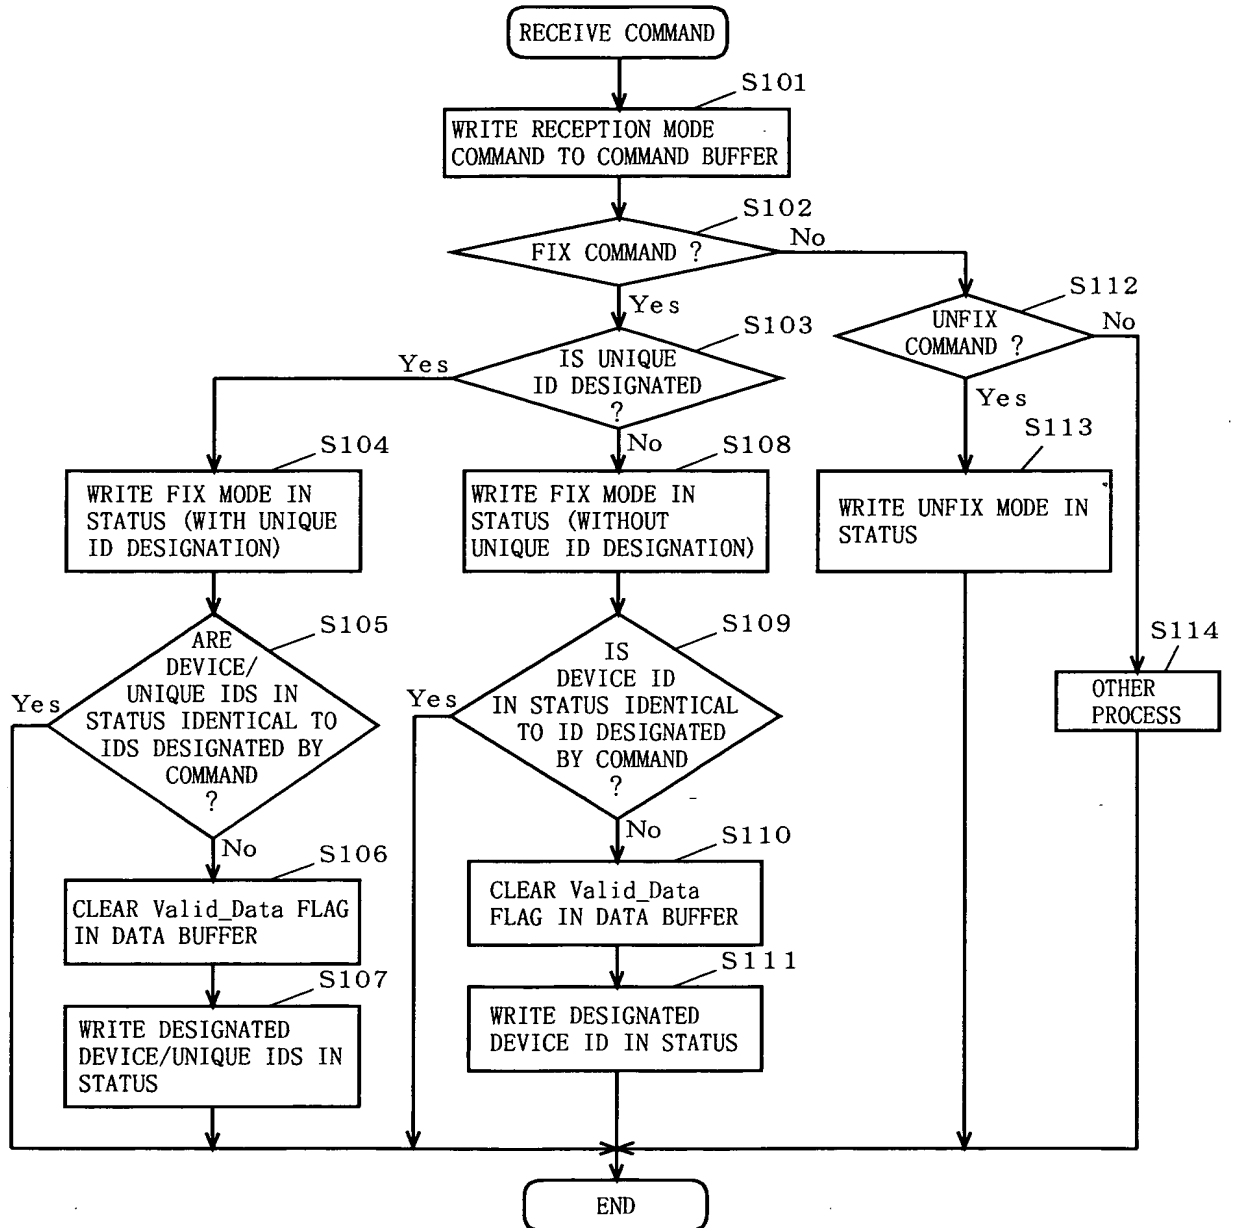 RECEIVE COMMAND
S101
WRITE RECEPTION MODE
COMMAND TO COMMAND BUFFER
S102
FIX COMMAND ?
No
Yes
S112
UNFIX
COMMAND ?
No
Yes
S103
IS UNIQUE
ID DESIGNATED
?
Yes
No
S104
WRITE FIX MODE IN
STATUS (WITH UNIQUE
ID DESIGNATION)
S108
WRITE FIX MODE IN
STATUS (WITHOUT
UNIQUE ID DESIGNATION)
S113
WRITE UNFIX MODE IN
STATUS
S105
ARE
DEVICE/
UNIQUE IDS IN
STATUS IDENTICAL TO
IDS DESIGNATED BY
COMMAND
?
Yes
No
S109
IS
DEVICE ID
IN STATUS IDENTICAL
TO ID DESIGNATED
BY COMMAND
?
Yes
No
S114
OTHER
PROCESS
S106
CLEAR Valid_Data FLAG
IN DATA BUFFER
S110
CLEAR Valid_Data
FLAG IN DATA BUFFER
S107
WRITE DESIGNATED
DEVICE/UNIQUE IDS IN
STATUS
S111
WRITE DESIGNATED
DEVICE ID IN STATUS
END